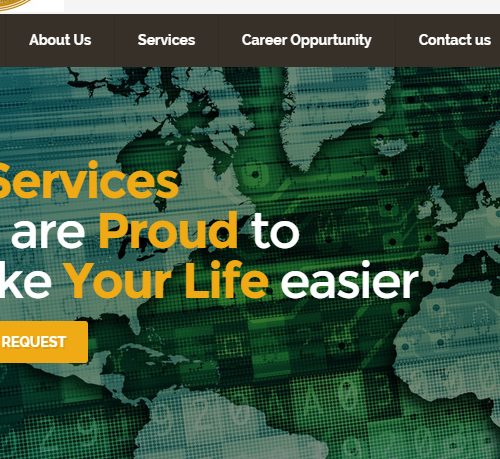 About Us Services Career Oppurtunity Contact us
Services
are Proud to
ke Your Life easier
REQUEST